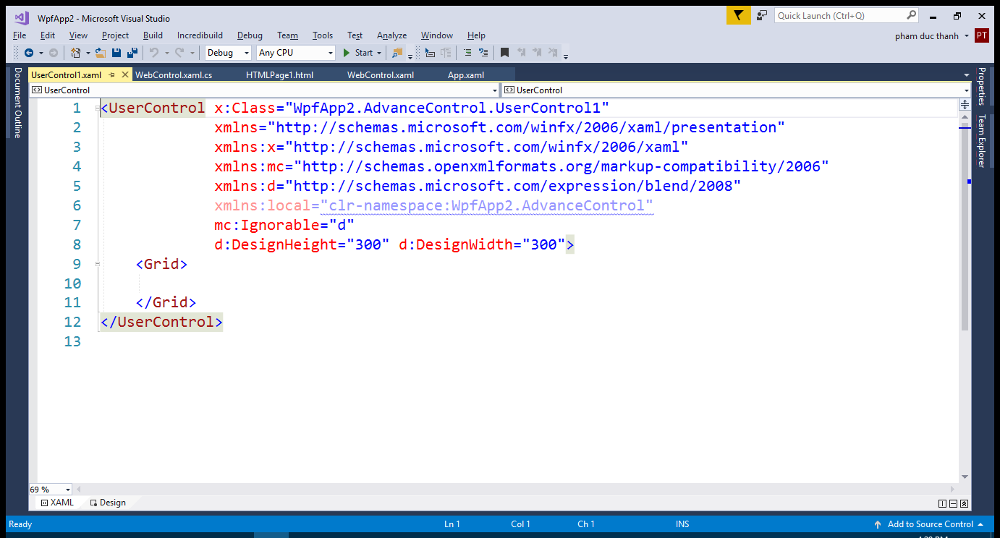 WpfApp2 - Microsoft Visual Studio
Quick Launch (Ctrl+Q)
File Edit View Project Build Incredibuild Debug Team Tools Test Analyze Window Help
pham duc thanh PT
Debug Any CPU Start
Document Outline
UserControl1.xaml WebControl.xaml.cs HTMLPage1.html WebControl.xaml App.xaml
Properties
Team Explorer
UserControl UserControl
1 <UserControl x:Class="WpfApp2.AdvanceControl.UserControl1"
2 xmlns="http://schemas.microsoft.com/winfx/2006/xaml/presentation"
3 xmlns:x="http://schemas.microsoft.com/winfx/2006/xaml"
4 xmlns:mc="http://schemas.openxmlformats.org/markup-compatibility/2006"
5 xmlns:d="http://schemas.microsoft.com/expression/blend/2008"
6 xmlns:local="clr-namespace:WpfApp2.AdvanceControl"
7 mc:Ignorable="d"
8 d:DesignHeight="300" d:DesignWidth="300">
9 <Grid>
10
11 </Grid>
12 </UserControl>
13
69 %
XAML Design
Ready Ln 1 Col 1 Ch 1 INS Add to Source Control